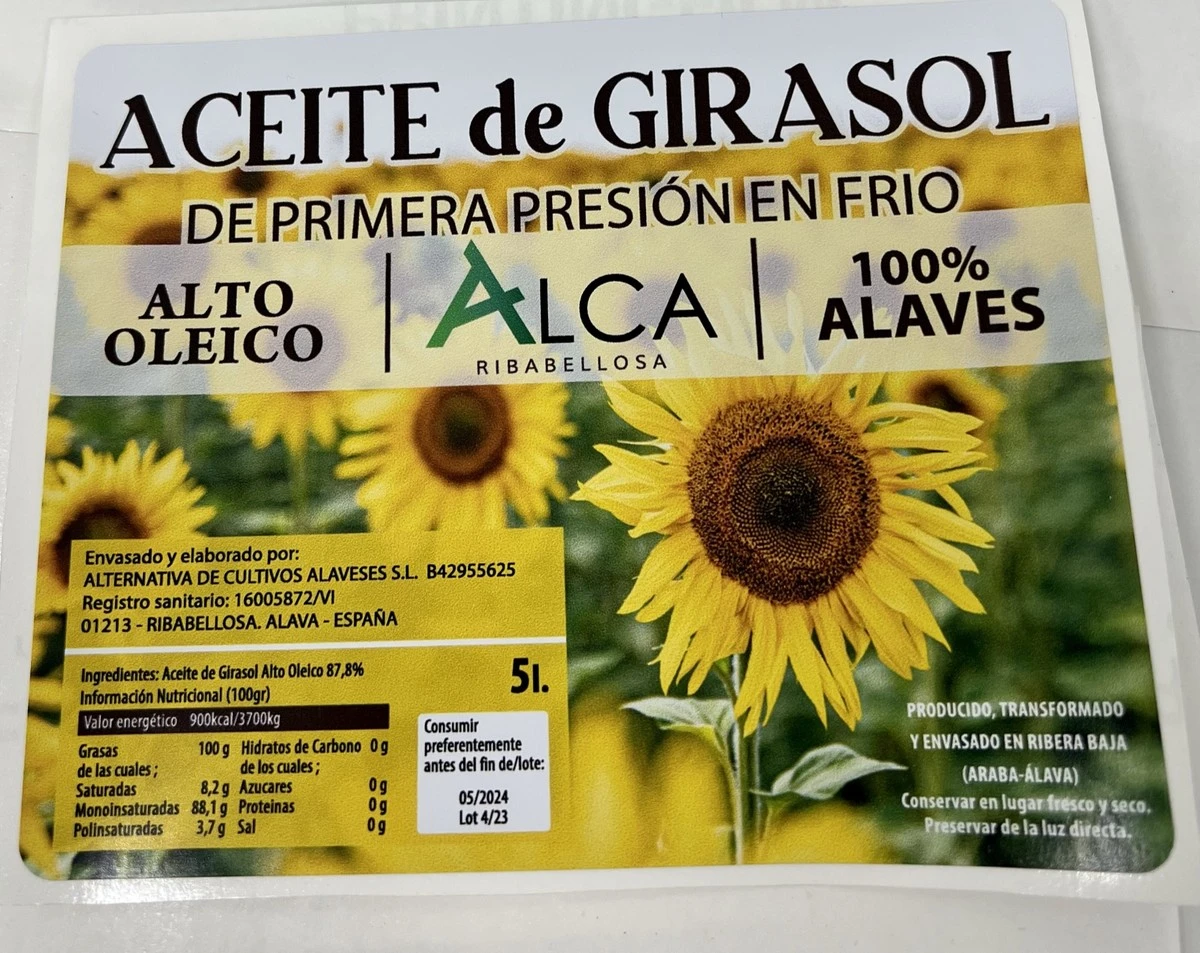 ACEITE de GIRASOL
DE PRIMERA PRESIÓN EN FRIO
ALTO
OLEICO
ALCA
RIBABELLOSA
100%
ALAVES
Envasado y elaborado por:
ALTERNATIVA DE CULTIVOS ALAVESES S.L. B42955625
Registro sanitario: 16005872/VI
01213 - RIBABELLOSA. ALAVA - ESPAÑA
Ingredientes: Aceite de Girasol Alto Oleico 87,8%
Información Nutricional (100gr)
5l.
Valor energético 900kcal/3700kg
Grasas 100 g Hidratos de Carbono 0 g
de las cuales ; de los cuales ;
Saturadas 8,2 g Azucares 0 g
Monoinsaturadas 88,1 g Proteinas 0 g
Polinsaturadas 3,7 g Sal 0 g
Consumir
preferentemente
antes del fin de/lote:
05/2024
Lot 4/23
PRODUCIDO, TRANSFORMADO
Y ENVASADO EN RIBERA BAJA
(ARABA-ÁLAVA)
Conservar en lugar fresco y seco.
Preservar de la luz directa.